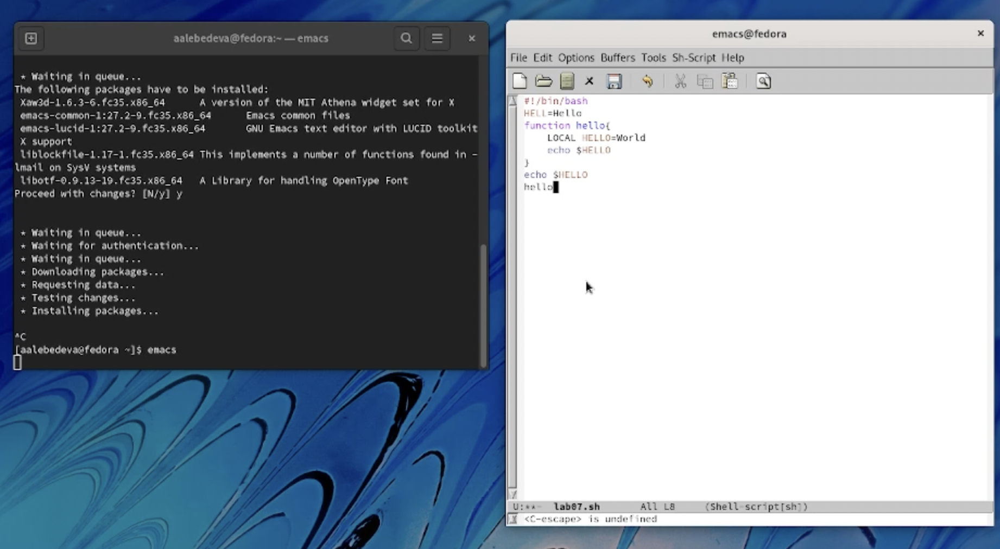 aalebedeva@fedora:~ — emacs
* Waiting in queue...
The following packages have to be installed:
Xaw3d-1.6.3-6.fc35.x86_64 A version of the MIT Athena widget set for X
emacs-common-1:27.2-9.fc35.x86_64 Emacs common files
emacs-lucid-1:27.2-9.fc35.x86_64 GNU Emacs text editor with LUCID toolkit
X support
liblockfile-1.17-1.fc35.x86_64 This implements a number of functions found in -
lmail on SysV systems
libotf-0.9.13-19.fc35.x86_64 A Library for handling OpenType Font
Proceed with changes? [N/y] y
* Waiting in queue...
* Waiting for authentication...
* Waiting in queue...
* Downloading packages...
* Requesting data...
* Testing changes...
* Installing packages...
^C
[aalebedeva@fedora ~]$ emacs
emacs@fedora
File Edit Options Buffers Tools Sh-Script Help
#!/bin/bash
HELL=Hello
function hello{
    LOCAL HELLO=World
    echo $HELLO
}
echo $HELLO
hello
U:**- lab07.sh All L8 (Shell-script[sh])
<C-escape> is undefined